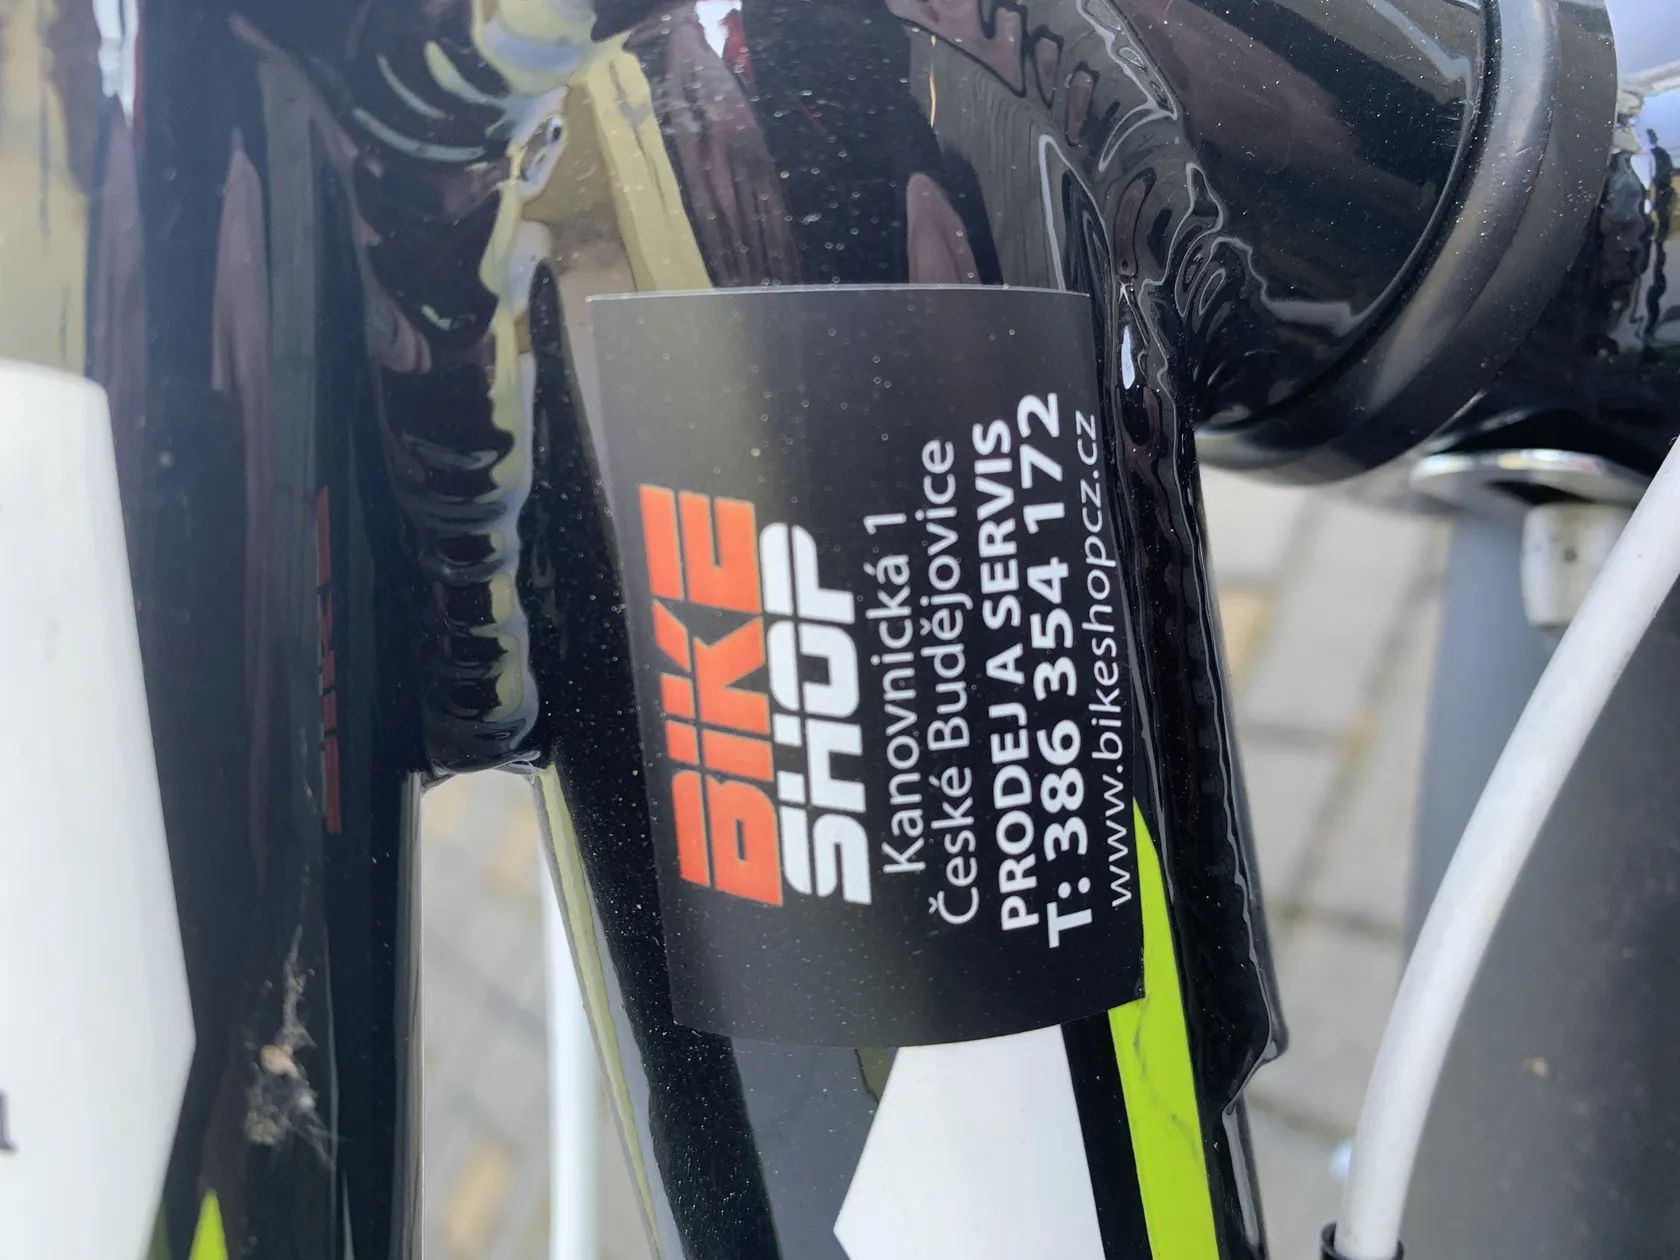 BIKE
SHOP
Kanovnická 1
České Budějovice
PRODEJ A SERVIS
T: 386 354 172
www.bikeshopcz.cz